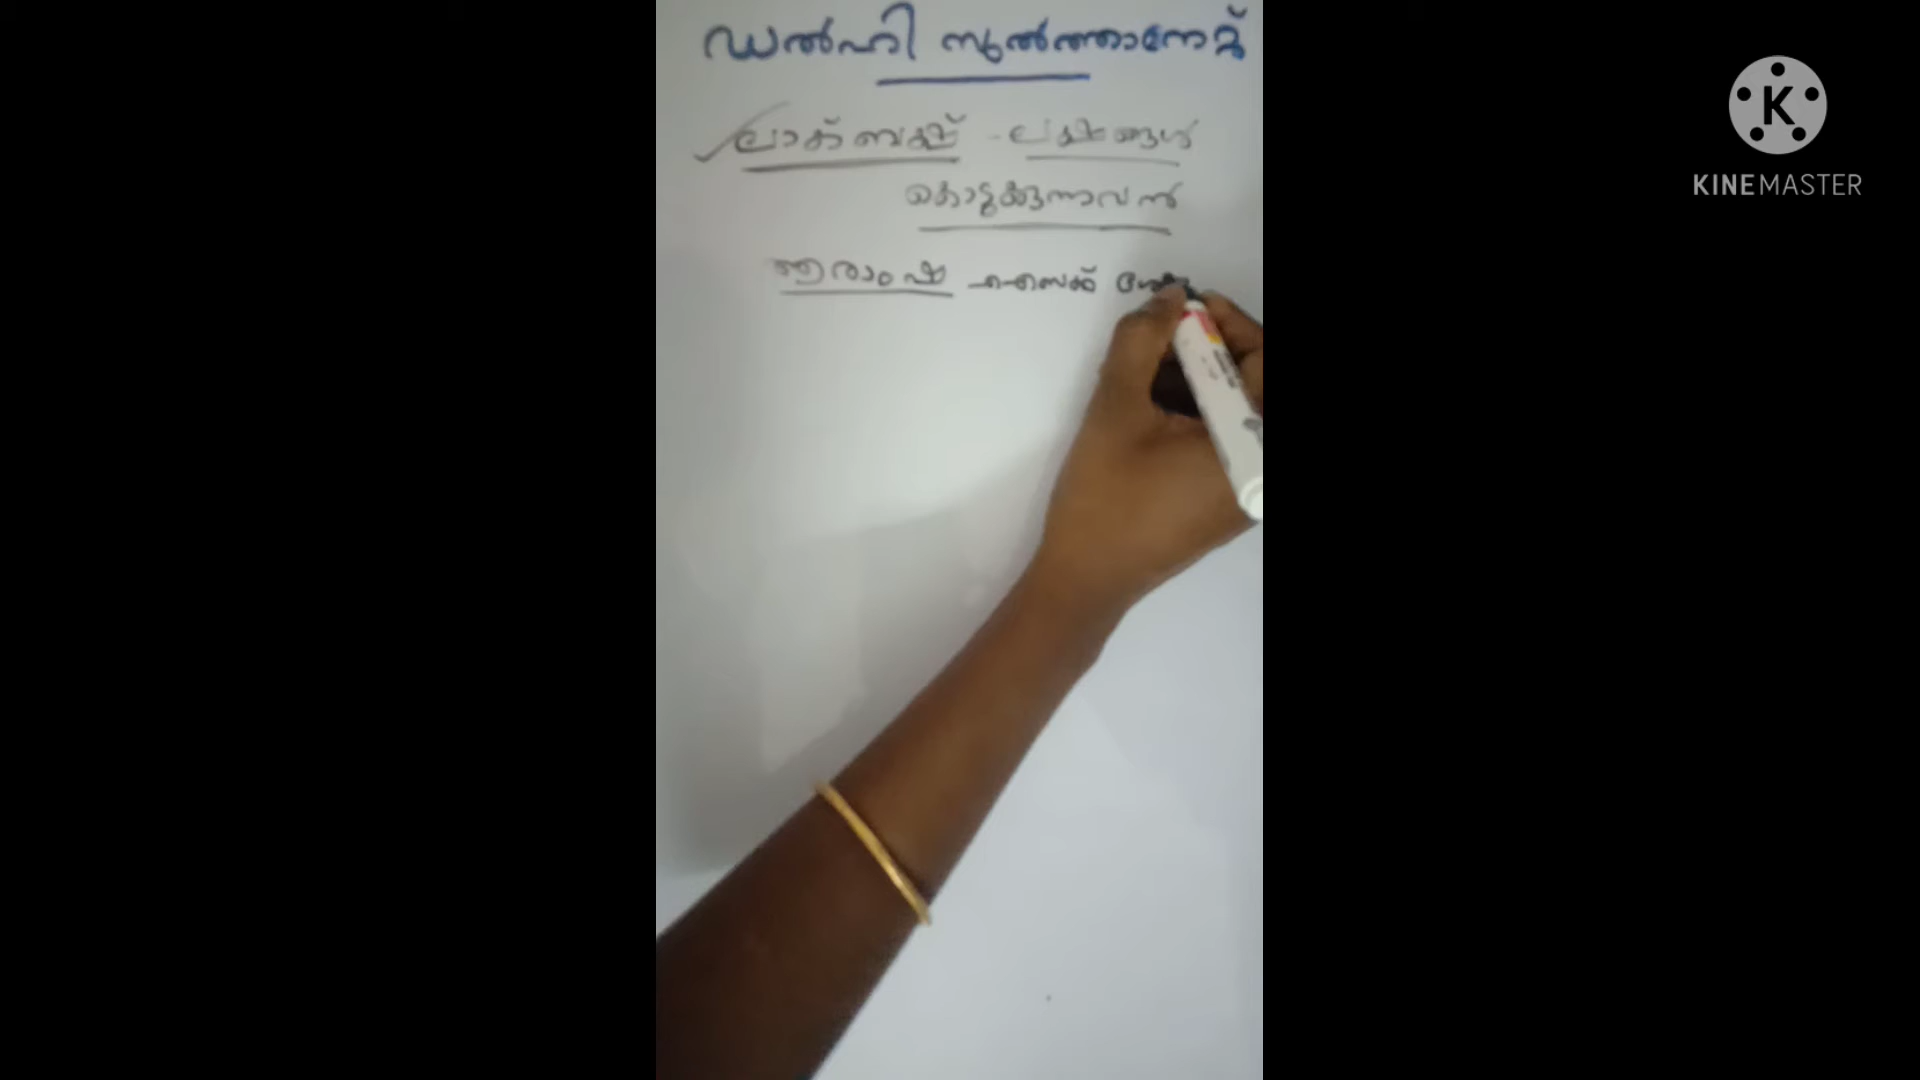 ഡൽഹി സുൽത്താനേറ്റ്
ലാക് ബക്ഷ് - ലക്ഷങ്ങൾ
കൊടുക്കുന്നവൻ
ആരാംഷ
K
KINEMASTER